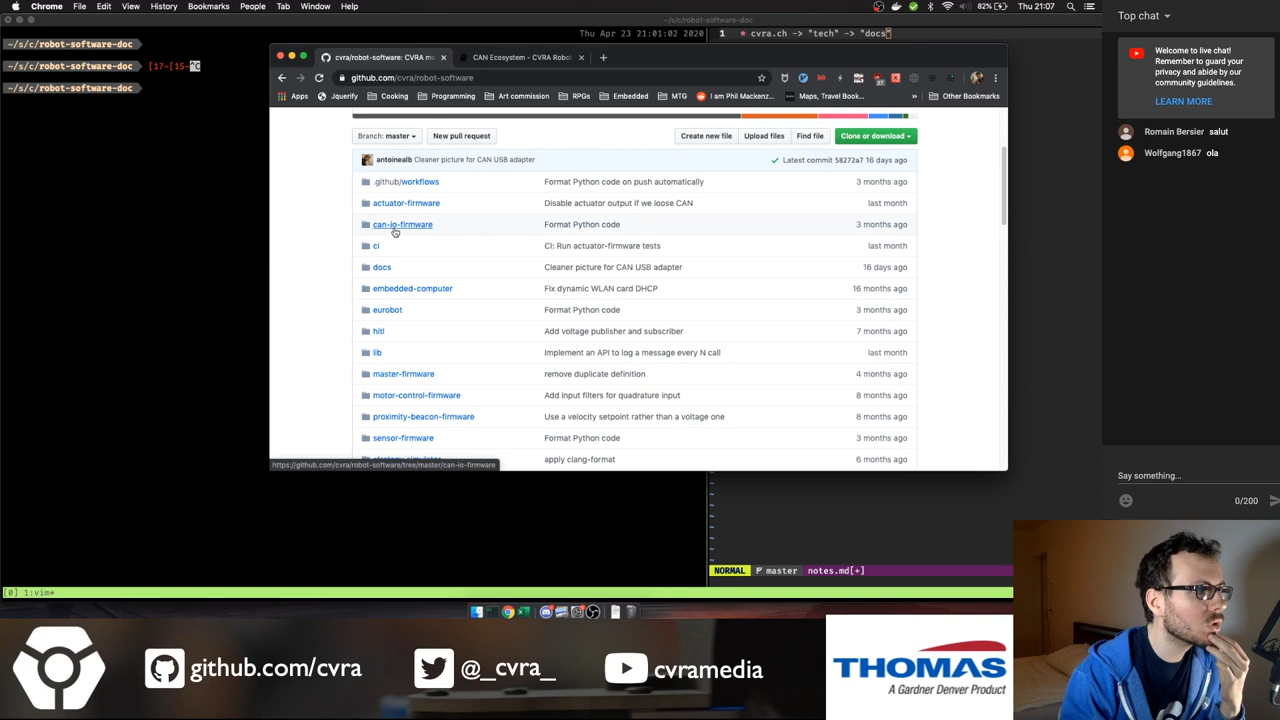 Chrome File Edit View History Bookmarks People Tab Window Help
82% Thu 21:07
~/s/c/robot-software-doc
~/s/c/robot-software-doc
~/s/c/robot-software-doc [17~[15~^C
~/s/c/robot-software-doc
Thu Apr 23 21:01:02 2020
1 * cvra.ch -> "tech" -> "docs"
cvra/robot-software: CVRA m
CAN Ecosystem - CVRA Robo
github.com/cvra/robot-software
Apps Jquerify Cooking Programming Art commission RPGs Embedded MTG I am Phil Mackenz... Maps, Travel Book... » Other Bookmarks
Branch: master
New pull request
Create new file
Upload files
Find file
Clone or download
antoinealb Cleaner picture for CAN USB adapter
Latest commit 58272a7 16 days ago
.github/workflows Format Python code on push automatically 3 months ago
actuator-firmware Disable actuator output if we loose CAN last month
can-io-firmware Format Python code 3 months ago
ci CI: Run actuator-firmware tests last month
docs Cleaner picture for CAN USB adapter 16 days ago
embedded-computer Fix dynamic WLAN card DHCP 16 months ago
eurobot Format Python code 3 months ago
hitl Add voltage publisher and subscriber 7 months ago
lib Implement an API to log a message every N call last month
master-firmware remove duplicate definition 4 months ago
motor-control-firmware Add input filters for quadrature input 8 months ago
proximity-beacon-firmware Use a velocity setpoint rather than a voltage one 8 months ago
sensor-firmware Format Python code 3 months ago
strategy-simulator apply clang-format 6 months ago
https://github.com/cvra/robot-software/tree/master/can-io-firmware
~
~
~
~
~
NORMAL master notes.md[+]
[0] 1:vim*
Top chat
Welcome to live chat!
Remember to guard your
privacy and abide by our
community guidelines.
LEARN MORE
Romain Bersier salut
Wolfgang1867 ola
Say something...
0/200
github.com/cvra
@_cvra_
cvramedia
THOMAS
A Gardner Denver Product